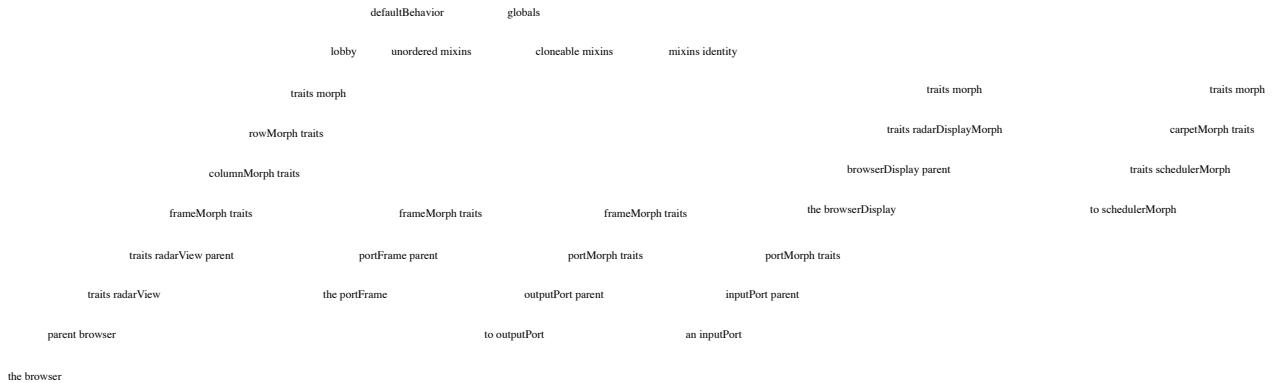 defaultBehavior globals
lobby unordered mixins cloneable mixins mixins identity
traits morph traits morph traits morph
rowMorph traits traits radarDisplayMorph carpetMorph traits
columnMorph traits browserDisplay parent traits schedulerMorph
frameMorph traits frameMorph traits frameMorph traits the browserDisplay to schedulerMorph
traits radarView parent portFrame parent portMorph traits portMorph traits
traits radarView the portFrame outputPort parent inputPort parent
parent browser to outputPort an inputPort
the browser